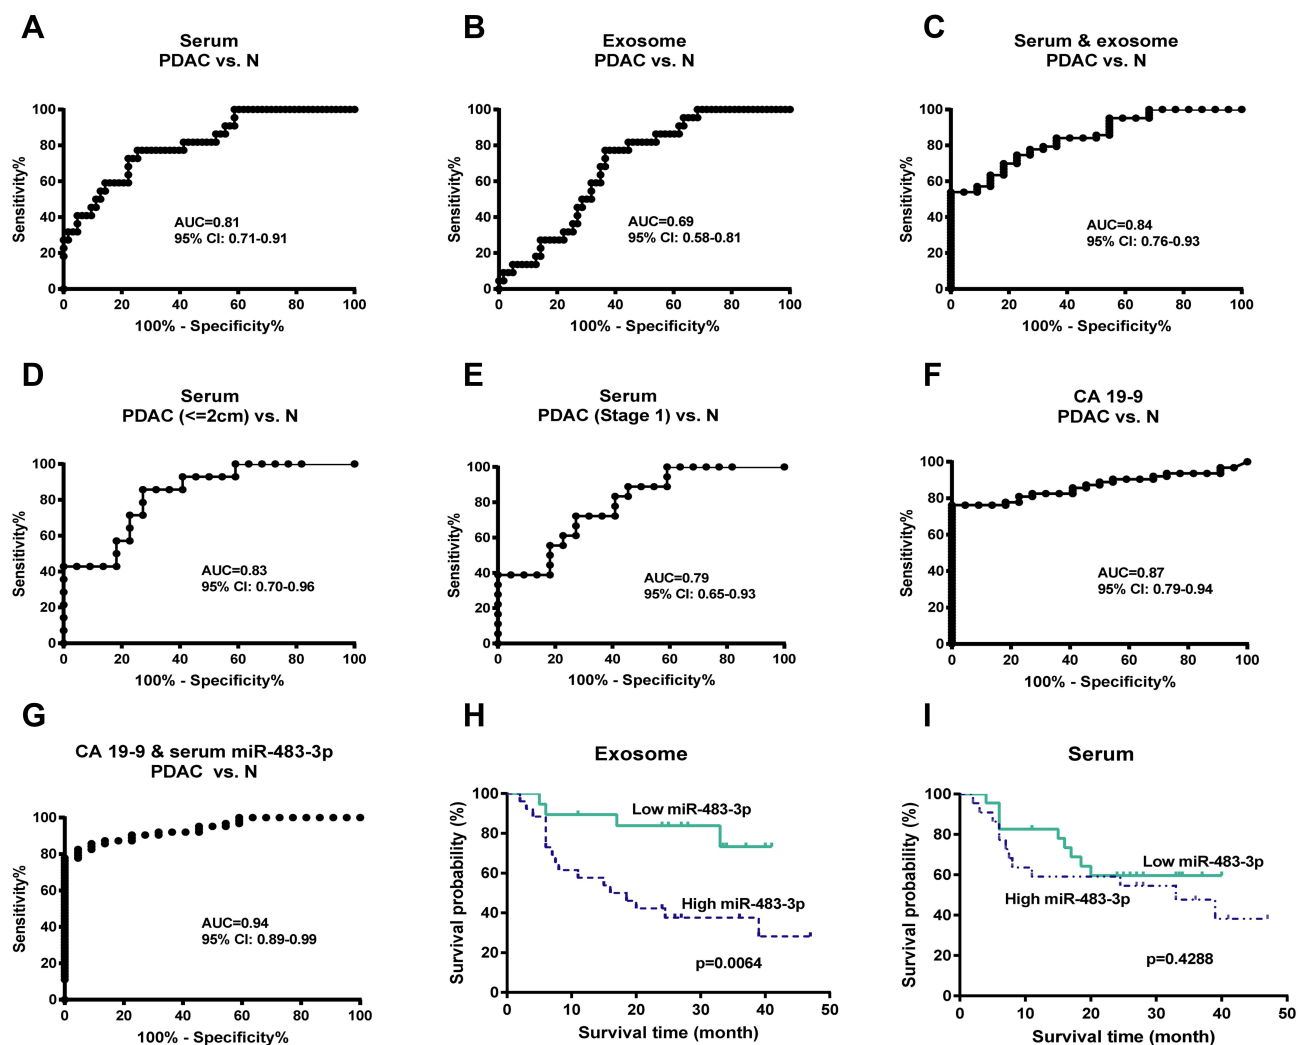 A
Serum
PDAC vs. N
100
80
60
40
20
0
Sensitivity%
AUC=0.81
95% CI: 0.71-0.91
0 20 40 60 80 100
100% - Specificity%
B
Exosome
PDAC vs. N
100
80
60
40
20
0
Sensitivity%
AUC=0.69
95% CI: 0.58-0.81
0 20 40 60 80 100
100% - Specificity%
C
Serum & exosome
PDAC vs. N
100
80
60
40
20
0
Sensitivity%
AUC=0.84
95% CI: 0.76-0.93
0 20 40 60 80 100
100% - Specificity%
D
Serum
PDAC (<=2cm) vs. N
100
80
60
40
20
0
Sensitivity%
AUC=0.83
95% CI: 0.70-0.96
0 20 40 60 80 100
100% - Specificity%
E
Serum
PDAC (Stage 1) vs. N
100
80
60
40
20
0
Sensitivity%
AUC=0.79
95% CI: 0.65-0.93
0 20 40 60 80 100
100% - Specificity%
F
CA 19-9
PDAC vs. N
100
80
60
40
20
0
Sensitivity%
AUC=0.87
95% CI: 0.79-0.94
0 20 40 60 80 100
100% - Specificity%
G
CA 19-9 & serum miR-483-3p
PDAC vs. N
100
80
60
40
20
0
Sensitivity%
AUC=0.94
95% CI: 0.89-0.99
0 20 40 60 80 100
100% - Specificity%
H
Exosome
100
80
60
40
20
0
Survival probability (%)
Low miR-483-3p
High miR-483-3p
p=0.0064
0 10 20 30 40 50
Survival time (month)
I
Serum
100
80
60
40
20
0
Survival probability (%)
Low miR-483-3p
High miR-483-3p
p=0.4288
0 10 20 30 40 50
Survival time (month)